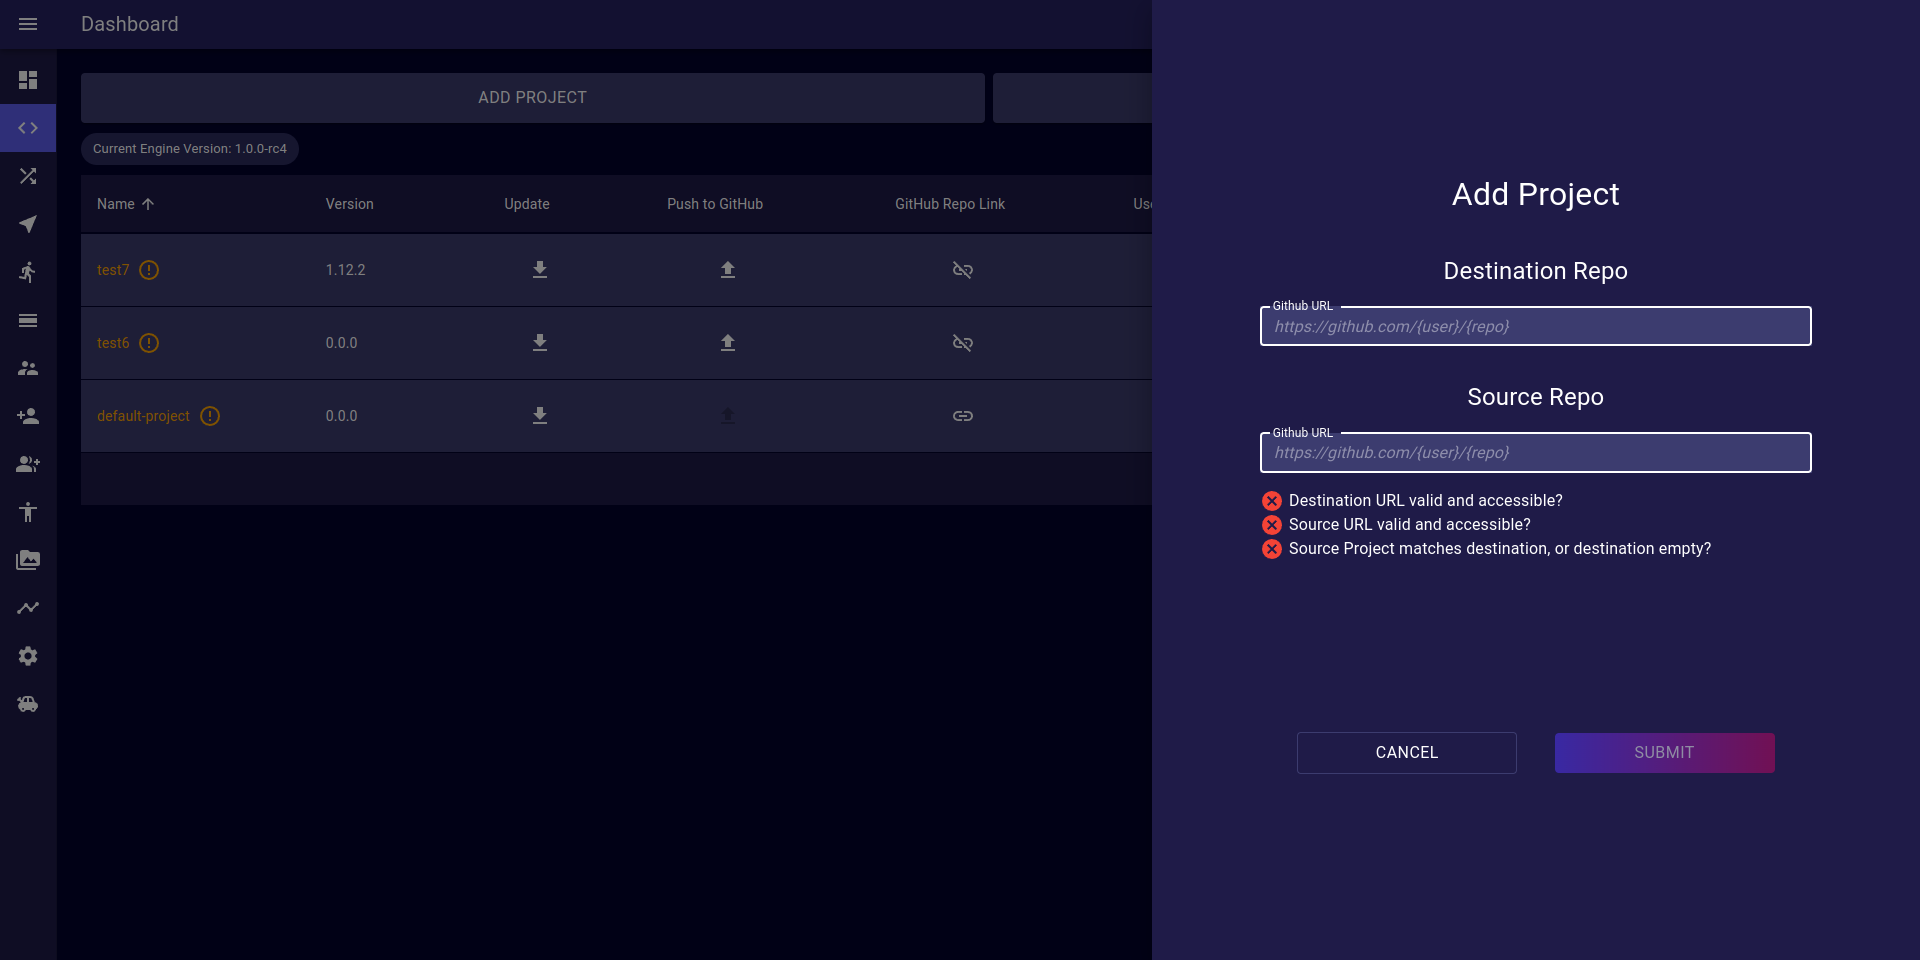 Dashboard
ADD PROJECT
Current Engine Version: 1.0.0-rc4
Name Version Update Push to GitHub GitHub Repo Link
test7 1.12.2
test6 0.0.0
default-project 0.0.0
Add Project
Destination Repo
Github URL
https://github.com/{user}/{repo}
Source Repo
Github URL
https://github.com/{user}/{repo}
Destination URL valid and accessible?
Source URL valid and accessible?
Source Project matches destination, or destination empty?
CANCEL SUBMIT